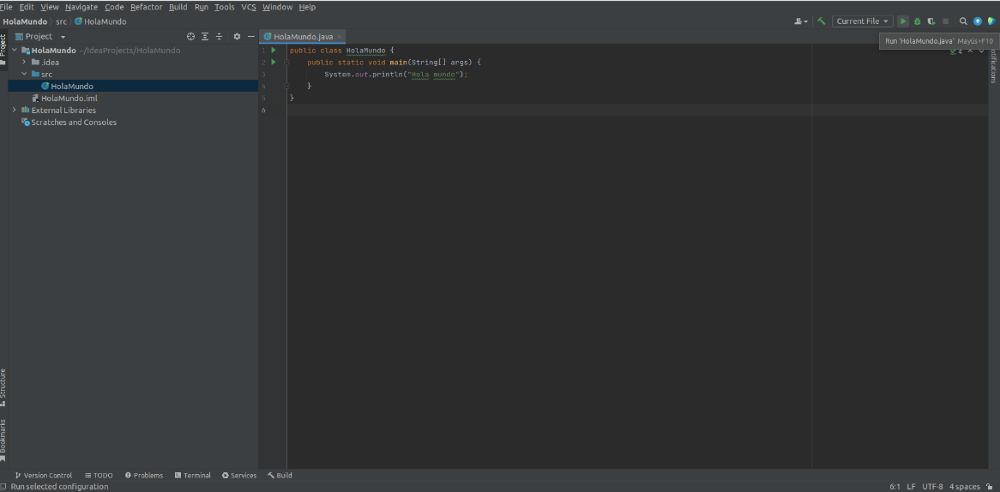 File Edit View Navigate Code Refactor Build Run Tools VCS Window Help
HolaMundo src HolaMundo
Current File
Project
HolaMundo.java
Run 'HolaMundo.java' Mayús+F10
Project
HolaMundo ~/IdeaProjects/HolaMundo
.idea
src
HolaMundo
HolaMundo.iml
External Libraries
Scratches and Consoles
1 public class HolaMundo {
2 public static void main(String[] args) {
3 System.out.println("Hola mundo");
4 }
5 }
6
4
Structure
Bookmarks
Version Control TODO Problems Terminal Services Build
Run selected configuration
6:1 LF UTF-8 4 spaces